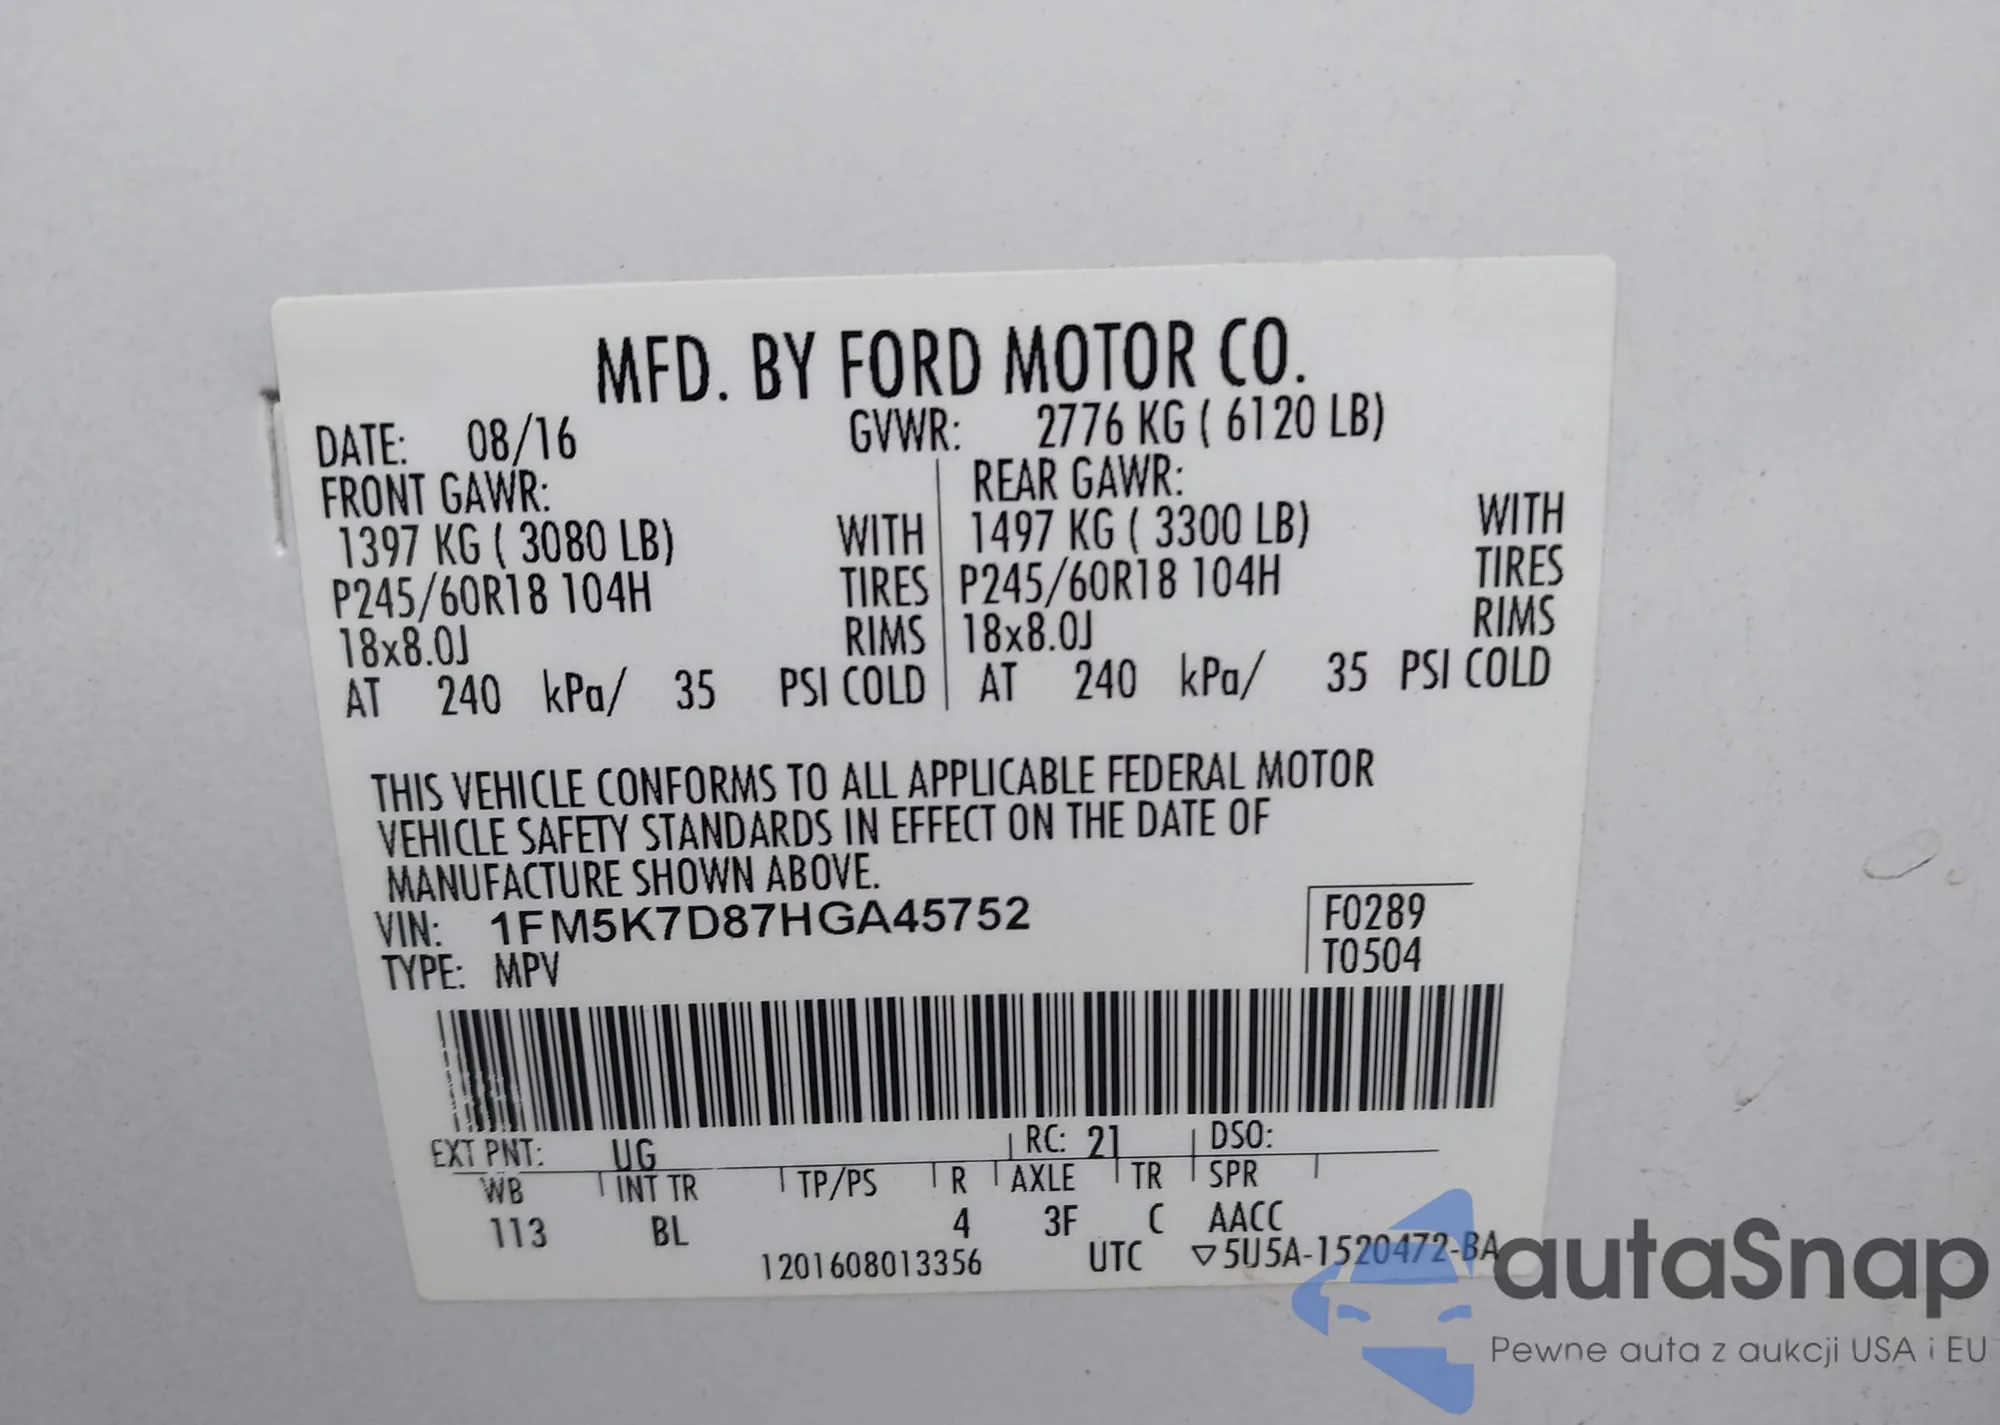 MFD. BY FORD MOTOR CO.
DATE: 08/16 GVWR: 2776 KG ( 6120 LB)
FRONT GAWR: REAR GAWR:
1397 KG ( 3080 LB) WITH 1497 KG ( 3300 LB) WITH
P245/60R18 104H TIRES P245/60R18 104H TIRES
18x8.0J RIMS 18x8.0J RIMS
AT 240 kPa/ 35 PSI COLD AT 240 kPa/ 35 PSI COLD
THIS VEHICLE CONFORMS TO ALL APPLICABLE FEDERAL MOTOR
VEHICLE SAFETY STANDARDS IN EFFECT ON THE DATE OF
MANUFACTURE SHOWN ABOVE.
VIN: 1FM5K7D87HGA45752 F0289
TYPE: MPV T0504
EXT PNT: UG RC: 21 DSO:
WB INT TR TP/PS R AXLE TR SPR
113 BL 4 3F C AACC
1201608013356 UTC ▽5U5A-1520472-BA
autaSnap
Pewne auta z aukcji USA i EU